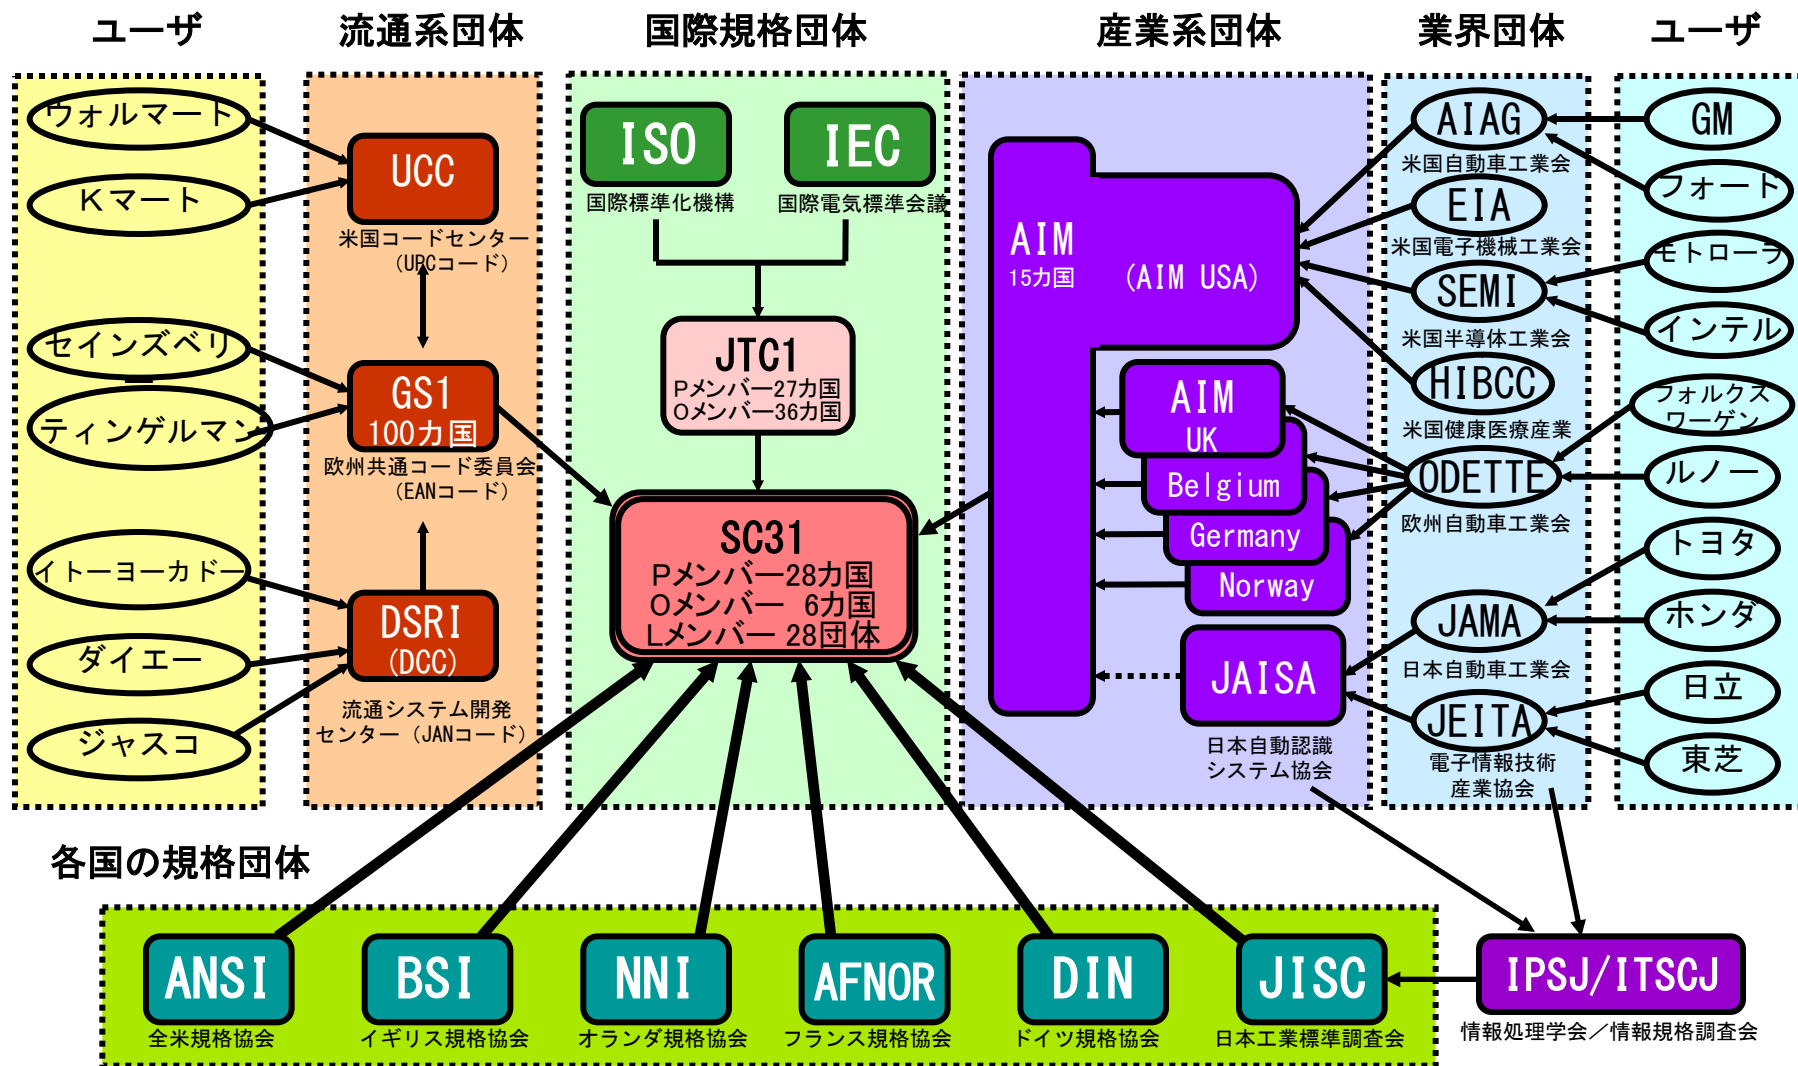 ユーザ
流通系団体
国際規格団体
産業系団体
業界団体
ユーザ
ウォルマート
Kマート
セインズベリ
ー
ティンゲルマン
イトーヨーカドー
ダイエー
ジャスコ
UCC
米国コードセンター
(UPCコード)
GS1
100カ国
欧州共通コード委員会
(EANコード)
DSRI
(DCC)
流通システム開発
センター (JANコード)
ISO
国際標準化機構
IEC
国際電気標準会議
JTC1
Pメンバー27カ国
Oメンバー36カ国
SC31
Pメンバー28カ国
Oメンバー 6カ国
Lメンバー 28団体
AIM
15カ国
(AIM USA)
AIM
UK
Belgium
Germany
Norway
JAISA
日本自動認識
システム協会
AIAG
米国自動車工業会
EIA
米国電子機械工業会
SEMI
米国半導体工業会
HIBCC
米国健康医療産業
ODETTE
欧州自動車工業会
JAMA
日本自動車工業会
JEITA
電子情報技術
産業協会
GM
フォード
モトローラ
インテル
フォルクス
ワーゲン
ルノー
トヨタ
ホンダ
日立
東芝
各国の規格団体
ANSI
全米規格協会
BSI
イギリス規格協会
NNI
オランダ規格協会
AFNOR
フランス規格協会
DIN
ドイツ規格協会
JISC
日本工業標準調査会
IPSJ/ITSCJ
情報処理学会／情報規格調査会